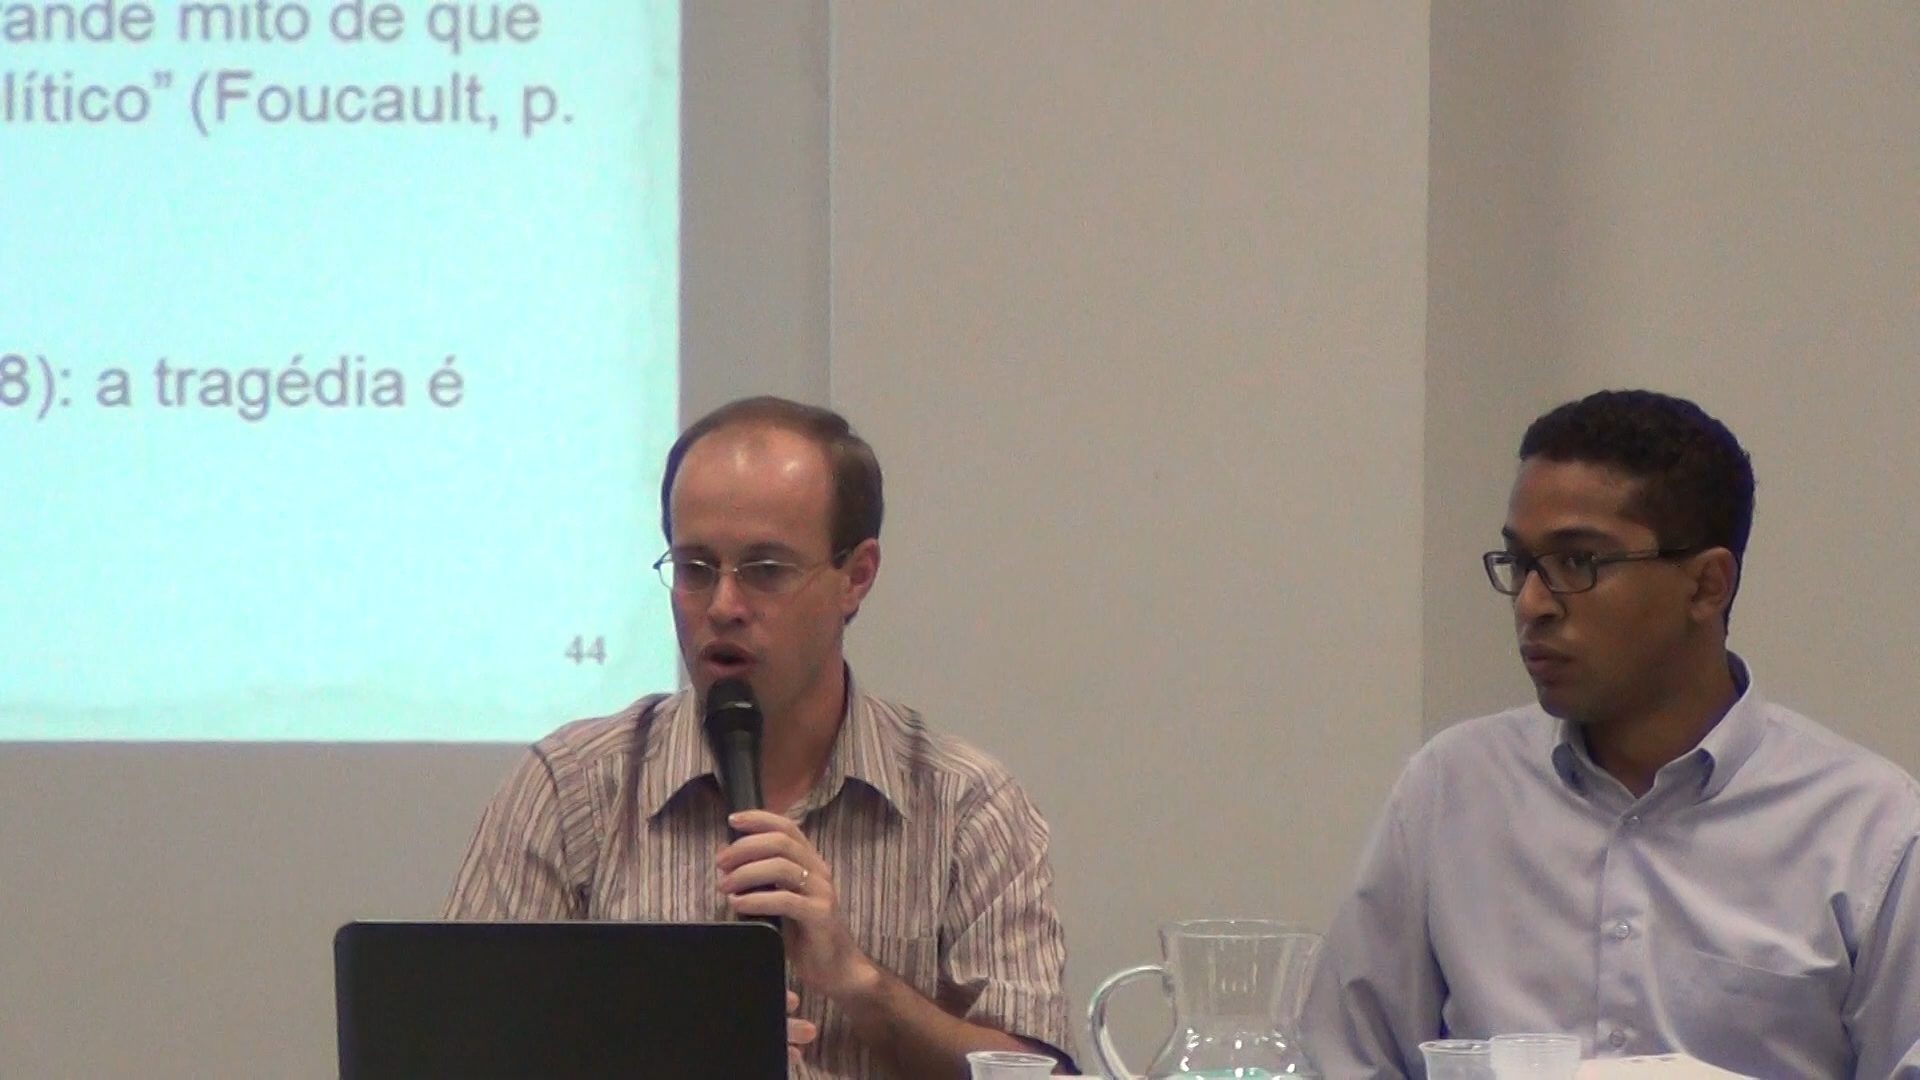 ande mito de que
lítico” (Foucault, p.
8): a tragédia é
44